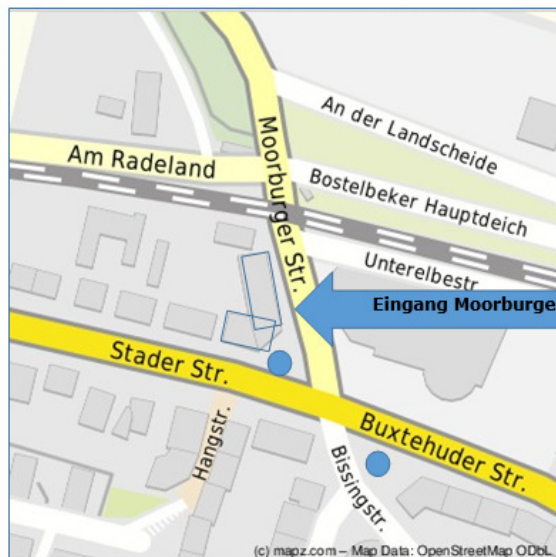 An der Landscheide
Moorburger Str.
Am Radeland
Bostelbeker Hauptdeich
Unterelbestr
Eingang Moorburge
Stader Str.
Hangstr.
Buxtehuder Str.
Bissingstr.
(c) mapz.com – Map Data: OpenStreetMap ODbL